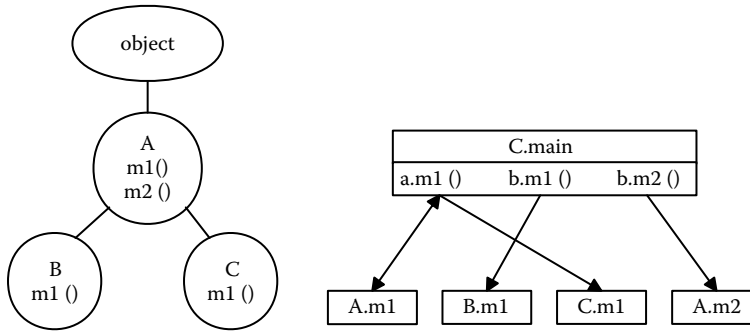 object
A
m1()
m2 ()
B
m1 ()
C
m1 ()
C.main
a.m1 () b.m1 () b.m2 ()
A.m1 B.m1 C.m1 A.m2